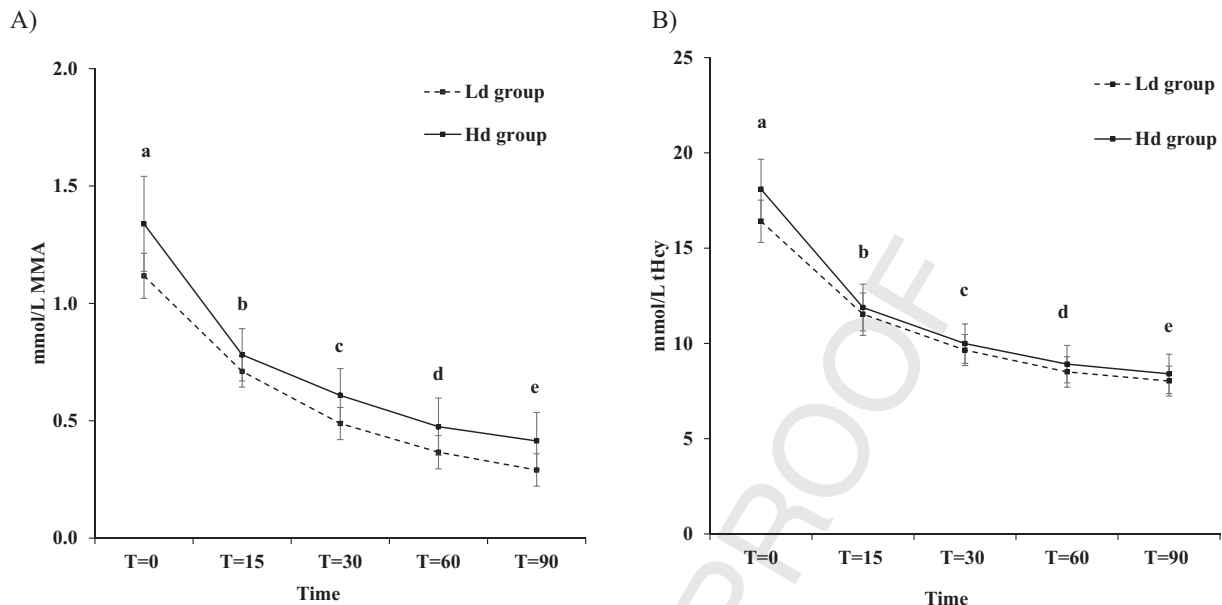 A)
2.0
1.5
1.0
0.5
0.0
mmol/L MMA
Ld group
Hd group
a
b
c
d
e
T=0 T=15 T=30 T=60 T=90
Time
B)
25
20
15
10
5
0
mmol/L tHcy
Ld group
Hd group
a
b
c
d
e
T=0 T=15 T=30 T=60 T=90
Time
PROOF